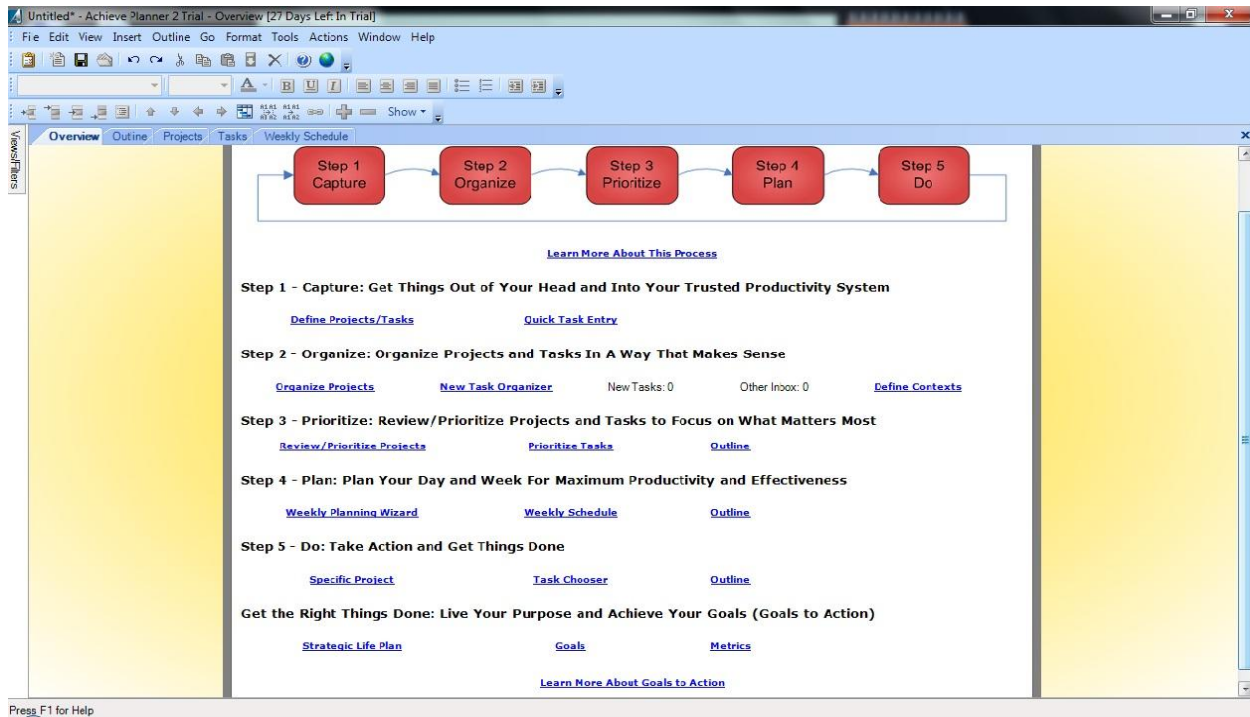 Untitled* - Achieve Planner 2 Trial - Overview [27 Days Left In Trial]
File Edit View Insert Outline Go Format Tools Actions Window Help
A B U I
Show
Views/Filters
Overview Outline Projects Tasks Weekly Schedule
Step 1 Step 2 Step 3 Step 4 Step 5
Capture Organize Prioritize Plan Do
Learn More About This Process
Step 1 - Capture: Get Things Out of Your Head and Into Your Trusted Productivity System
Define Projects/Tasks Quick Task Entry
Step 2 - Organize: Organize Projects and Tasks In A Way That Makes Sense
Organize Projects New Task Organizer New Tasks: 0 Other Inbox: 0 Define Contexts
Step 3 - Prioritize: Review/Prioritize Projects and Tasks to Focus on What Matters Most
Review/Prioritize Projects Prioritize Tasks Outline
Step 4 - Plan: Plan Your Day and Week For Maximum Productivity and Effectiveness
Weekly Planning Wizard Weekly Schedule Outline
Step 5 - Do: Take Action and Get Things Done
Specific Project Task Chooser Outline
Get the Right Things Done: Live Your Purpose and Achieve Your Goals (Goals to Action)
Strategic Life Plan Goals Metrics
Learn More About Goals to Action
Press F1 for Help